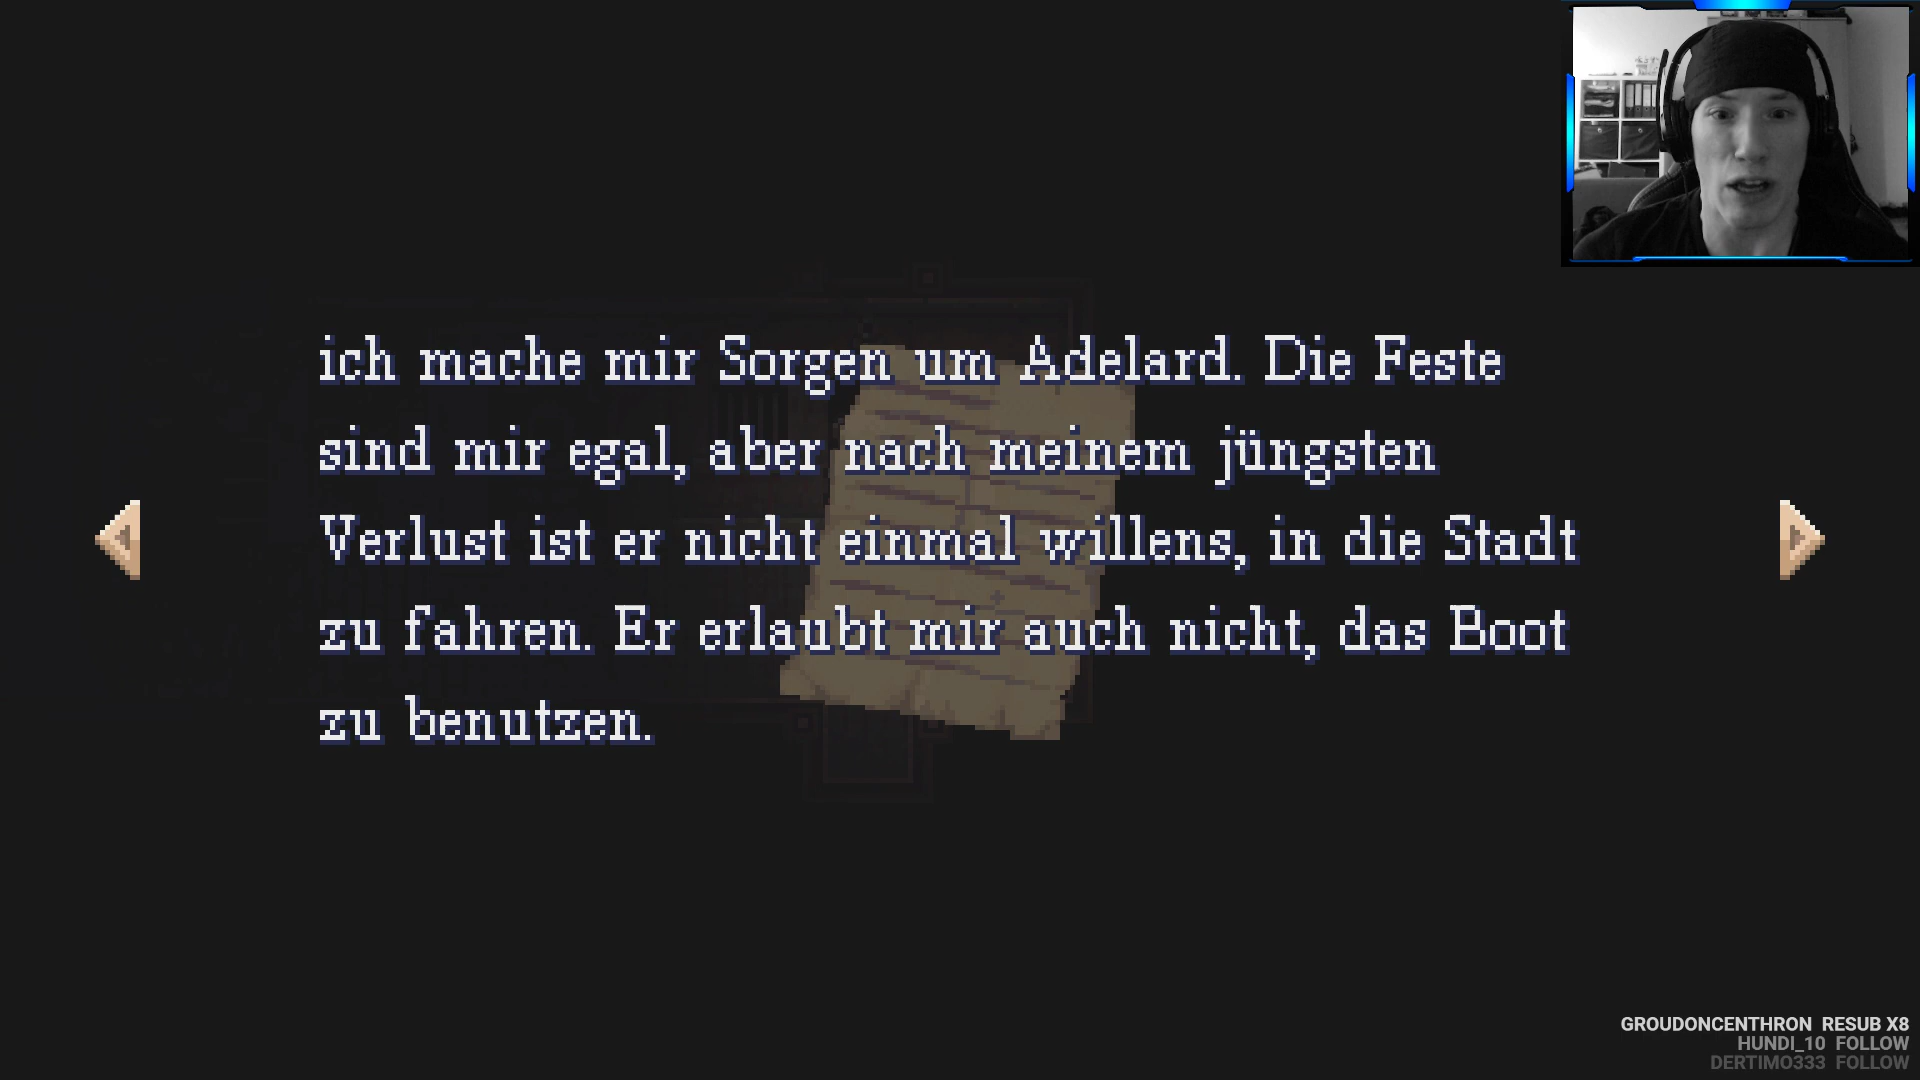 ich mache mir Sorgen um Adelard. Die Feste
sind mir egal, aber nach meinem jüngsten
Verlust ist er nicht einmal willens, in die Stadt
zu fahren. Er erlaubt mir auch nicht, das Boot
zu benutzen.
GROUDONCENTHRON RESUB X8
HUNDI_10 FOLLOW
DERTIMO333 FOLLOW